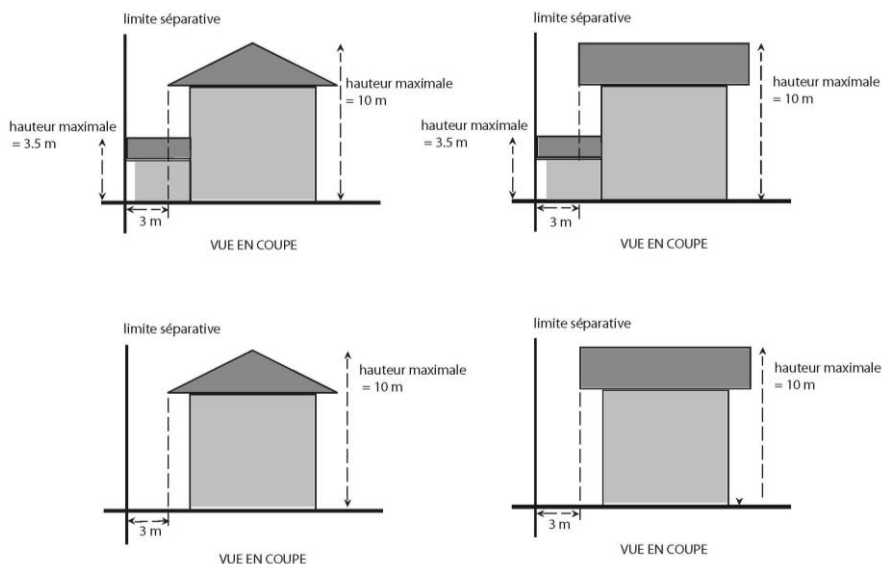 limite séparative
hauteur maximale
= 10 m
hauteur maximale
= 3.5 m
3 m
VUE EN COUPE
limite séparative
hauteur maximale
= 10 m
hauteur maximale
= 3.5 m
3 m
VUE EN COUPE
limite séparative
hauteur maximale
= 10 m
3 m
VUE EN COUPE
limite séparative
hauteur maximale
= 10 m
3 m
VUE EN COUPE